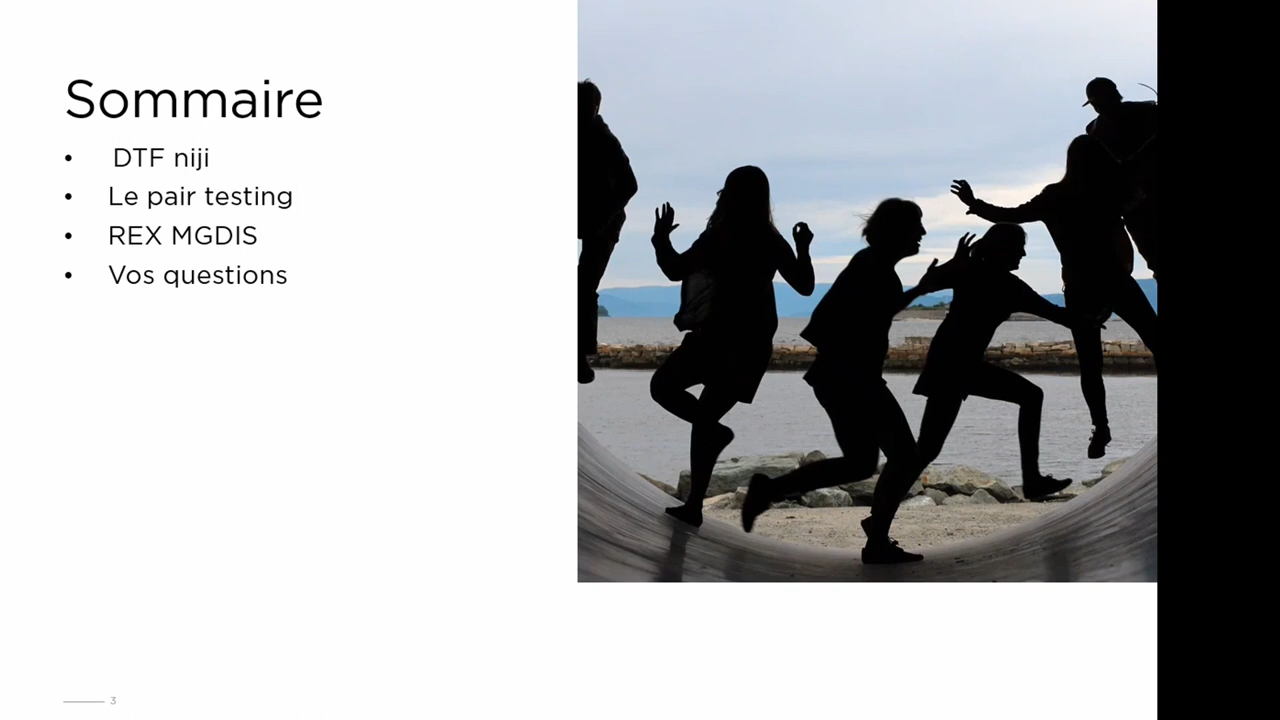 Sommaire
• DTF niji
• Le pair testing
• REX MGDIS
• Vos questions
3